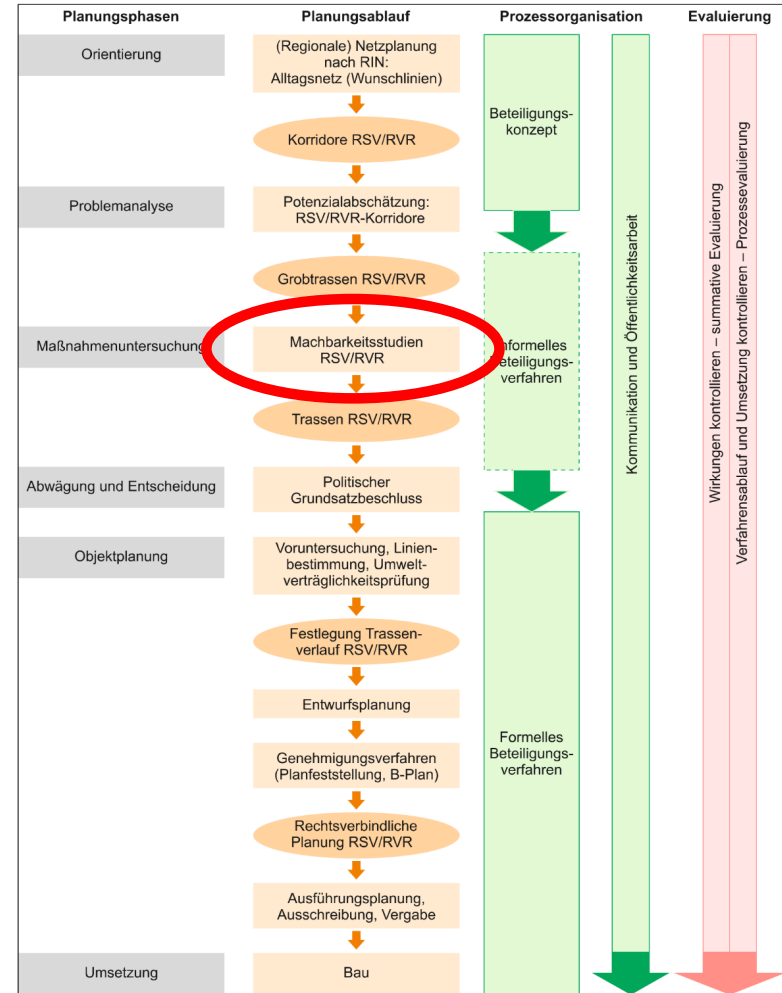 Planungsphasen
Planungsablauf
Prozessorganisation
Evaluierung
Orientierung
(Regionale) Netzplanung
nach RIN:
Alltagsnetz (Wunschlinien)
Korridore RSV/RVR
Problemanalyse
Potenzialabschätzung:
RSV/RVR-Korridore
Grobtrassen RSV/RVR
Maßnahmenuntersuchung
Machbarkeitsstudien
RSV/RVR
Trassen RSV/RVR
Abwägung und Entscheidung
Politischer
Grundsatzbeschluss
Objektplanung
Voruntersuchung, Linien-
bestimmung, Umwelt-
verträglichkeitsprüfung
Festlegung Trassen-
verlauf RSV/RVR
Entwurfsplanung
Genehmigungsverfahren
(Planfeststellung, B-Plan)
Rechtsverbindliche
Planung RSV/RVR
Ausführungsplanung,
Ausschreibung, Vergabe
Umsetzung
Bau
Beteiligungs-
konzept
Informelles
Beteiligungs-
verfahren
Formelles
Beteiligungs-
verfahren
Kommunikation und Öffentlichkeitsarbeit
Wirkungen kontrollieren – summative Evaluierung
Verfahrensablauf und Umsetzung kontrollieren – Prozessevaluierung